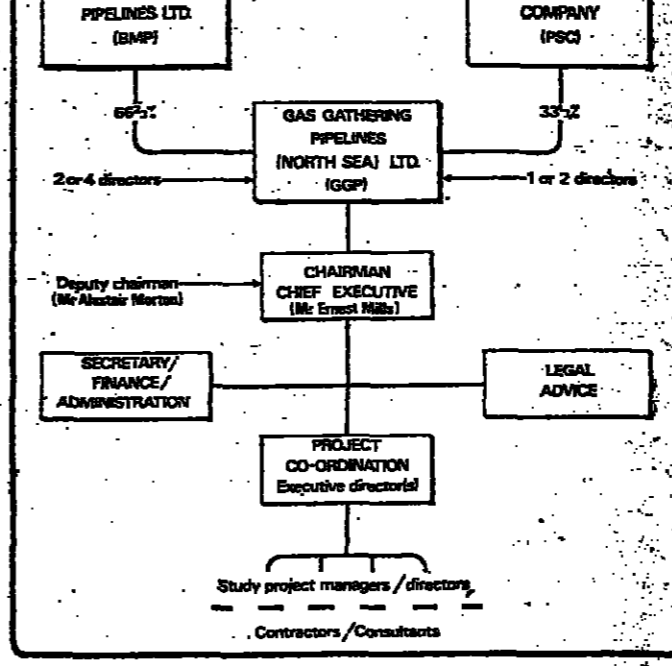 PIPELINES LTD.
(BMP)
COMPANY
(PSC)
66⅔%
33⅓%
GAS GATHERING
PIPELINES
(NORTH SEA) LTD.
(GGP)
2 or 4 directors
1 or 2 directors
CHAIRMAN
CHIEF EXECUTIVE
(Mr Ernest Mills)
Deputy chairman
(Mr Alastair Morton)
SECRETARY/
FINANCE/
ADMINISTRATION
LEGAL
ADVICE
PROJECT
CO-ORDINATION
Executive director(s)
Study project managers/directors
Contractors/Consultants